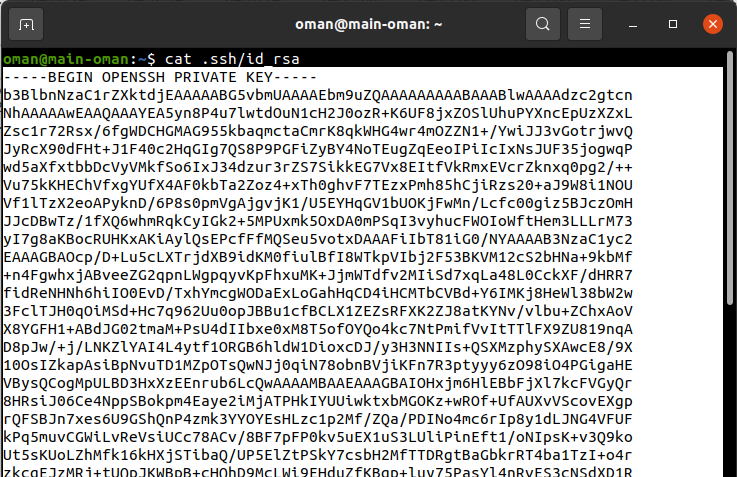 oman@main-oman: ~
oman@main-oman:~$ cat .ssh/id_rsa
-----BEGIN OPENSSH PRIVATE KEY-----
b3BlbnNzaC1rZXktdjEAAAAABG5vbmUAAAAEbm9uZQAAAAAAAAABAAABlwAAAAdzc2gtcn
NhAAAAAwEAAQAAAYEA5yn8P4u7lwtdOuN1cH2J0ozR+K6UF8jxZOSlUhuPYXncEpUzXZxL
Zsc1r72Rsx/6fgWDCHGMAG955kbaqmctaCmrK8qkWHG4wr4mOZZN1+/YwiJJ3vGotrjwvQ
JyRcX90dFHt+J1F40c2HqGIg7QS8P9PGFiZyBY4NoTEugZqEeoIPiIcIxNsJUF35jogwqP
wd5aXfxtbbDcVyVMkfSo6IxJ34dzur3rZS7SikkEG7Vx8EItfVkRmxEVcrZknxq0pg2/++
Vu75kKHEChVfxgYUfX4AF0kbTa2Zoz4+xTh0ghvF7TEzxPmh85hCjiRzs20+aJ9W8i1NOU
Vf1lTzX2eoAPyknD/6P8s0pmVgAjgvjK1/U5EYHqGV1bUOKjFwMn/Lcfc00giz5BJczOmH
JJcDBwTz/1fXQ6whmRqkCyIGk2+5MPUxmk5OxDA0mPSqI3vyhucFWOIoWftHem3LLLrM73
yI7g8aKBocRUHKxAKiAylQsEPcfFfMQSeu5votxDAAAFiIbT81iG0/NYAAAAB3NzaC1yc2
EAAAGBAOcp/D+Lu5cLXTrjdXB9idKM0fiulBfI8WTkpVIbj2F53BKVM12cS2bHNa+9kbMf
+n4FgwhxjABveeZG2qpnLWgpqyvKpFhxuMK+JjmWTdfv2MIiSd7xqLa48L0CckXF/dHRR7
fidReNHNh6hiIO0EvD/TxhYmcgWODaExLoGahHqCD4iHCMTbCVBd+Y6IMKj8HeWl38bW2w
3FclTJH0qOiMSd+Hc7q962Uu0opJBBu1cfBCLX1ZEZsRFXK2ZJ8atKYNv/vlbu+ZChxAoV
X8YGFH1+ABdJG02tmaM+PsU4dIIbxe0xM8T5ofOYQo4kc7NtPmifVvItTTlFX9ZU819nqA
D8pJw/+j/LNKZlYAI4L4ytf1ORGB6hldW1DioxcDJ/y3H3NNIIs+QSXMzphySXAwcE8/9X
10OsIZkapAsiBpNvuTD1MZpOTsQwNJj0qiN78obnBVjiKFn7R3ptyyy6zO98iO4PGigaHE
VBysQCogMpULBD3HxXzEEnrub6LcQwAAAAMBAAEAAAGBAIOHxjm6HlEBbFjXl7kcFVGyQr
8HRsiJ06Ce4NppSBokpm4Eaye2iMjATPHkIYUUiwktxbMGOKz+wROf+UfAUXvVScovEXgp
rQFSBJn7xes6U9GShQnP4zmk3YYOYEsHLzc1p2Mf/ZQa/PDINo4mc6rIp8y1dLJNG4VFUF
kPq5muvCGWiLvReVsiUCc78ACv/8BF7pFP0kv5uEX1uS3LUliPinEft1/oNIpsK+v3Q9ko
Ut5sKUoLZhMfk16kHXjSTibaQ/UP5ElZtPSkY7csbH2MfTTDRgtBaGbkrRT4ba1TzI+o4r